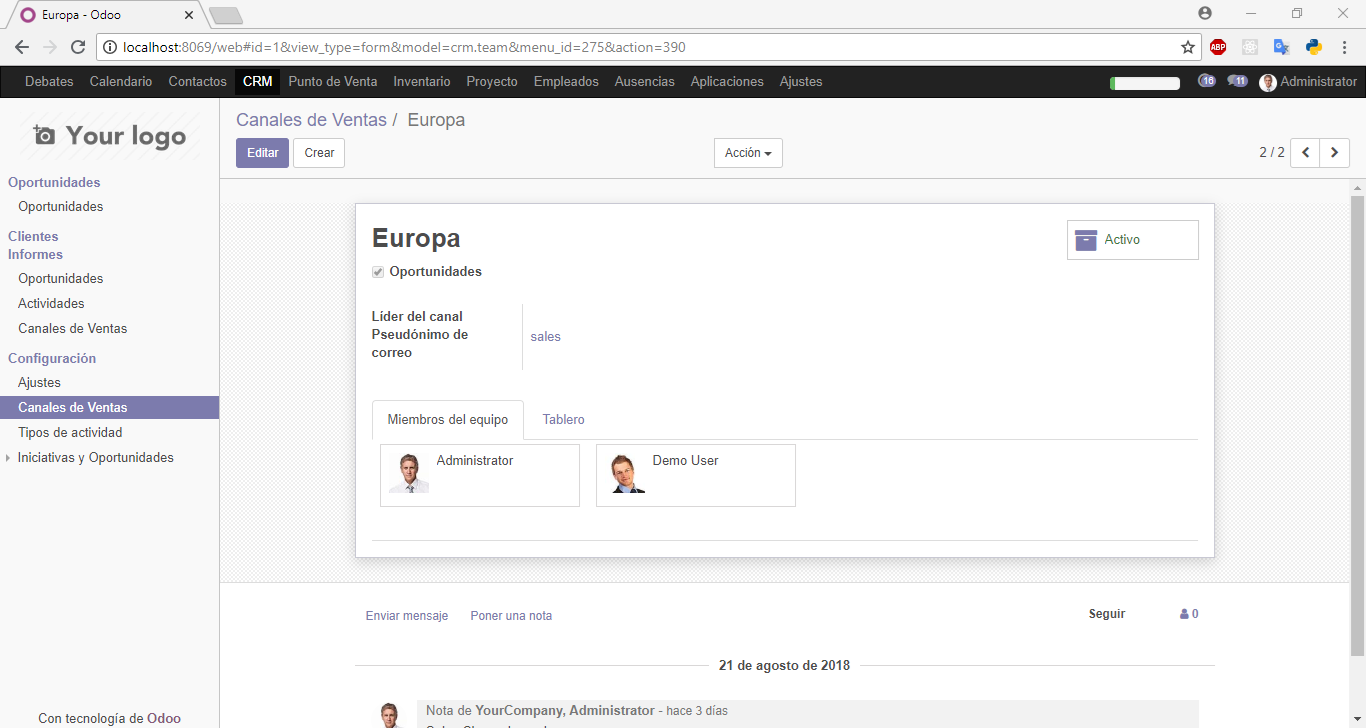 Europa - Odoo
localhost:8069/web#id=1&view_type=form&model=crm.team&menu_id=275&action=390
ABP
Debates Calendario Contactos CRM Punto de Venta Inventario Proyecto Empleados Ausencias Aplicaciones Ajustes 16 11 Administrator
Your logo
Oportunidades
Oportunidades
Clientes
Informes
Oportunidades
Actividades
Canales de Ventas
Configuración
Ajustes
Canales de Ventas
Tipos de actividad
Iniciativas y Oportunidades
Con tecnología de Odoo
Canales de Ventas / Europa
Editar Crear Acción 2 / 2
Europa
Activo
Oportunidades
Líder del canal
Pseudónimo de
correo
sales
Miembros del equipo Tablero
Administrator Demo User
Enviar mensaje Poner una nota Seguir 0
21 de agosto de 2018
Nota de YourCompany, Administrator - hace 3 días